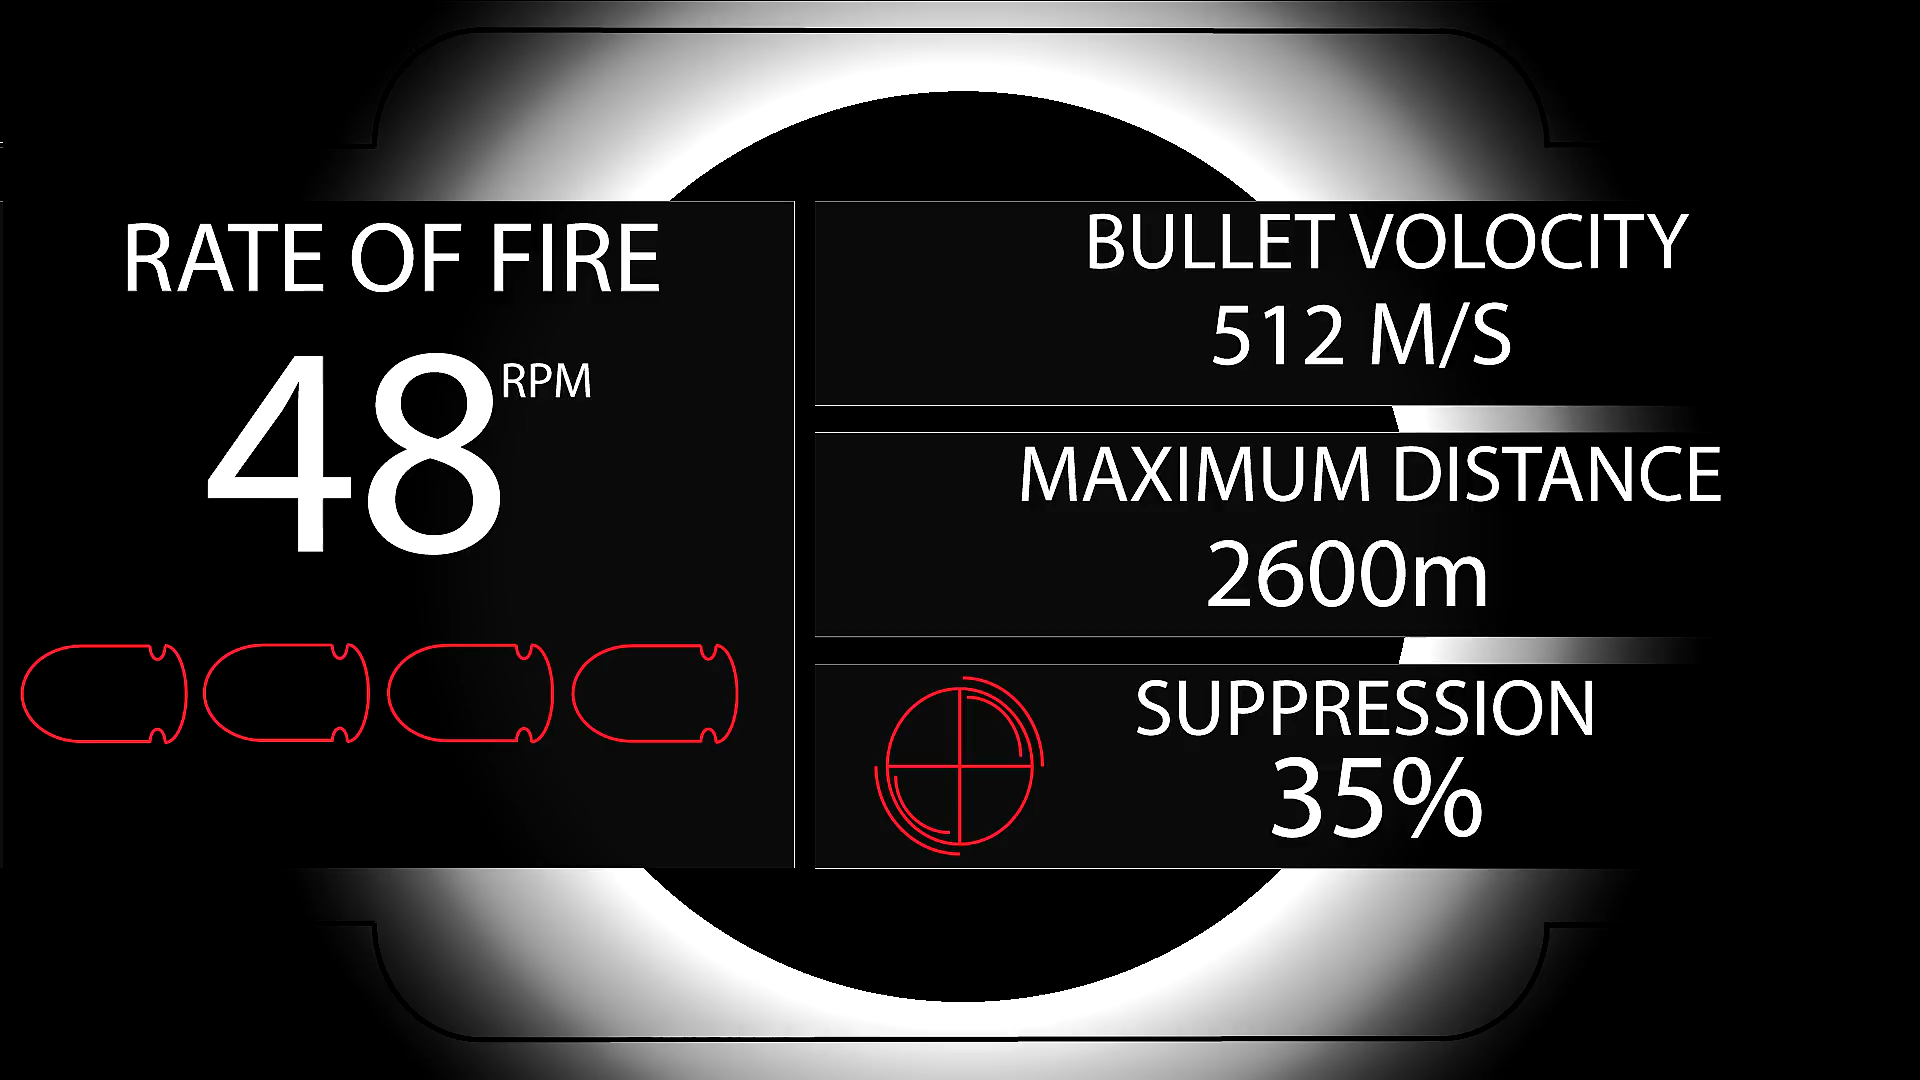 RATE OF FIRE
48 RPM
BULLET VOLOCITY
512 M/S
MAXIMUM DISTANCE
2600m
SUPPRESSION
35%